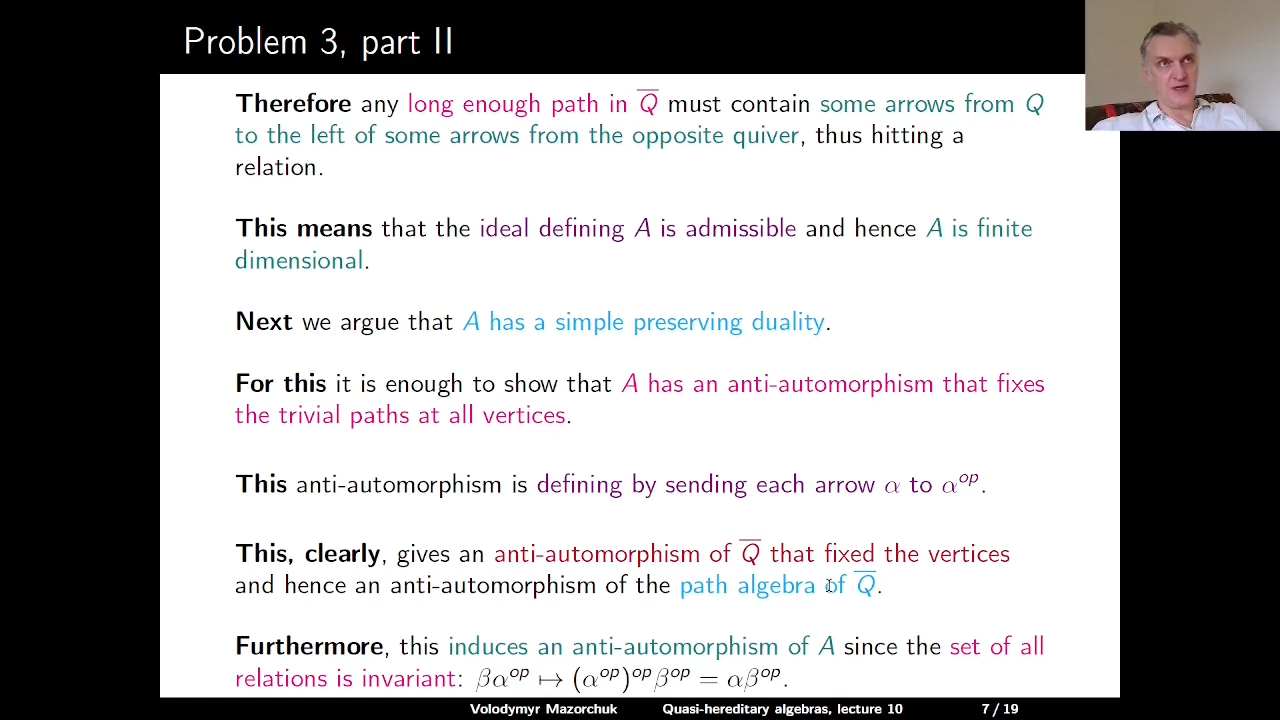 Problem 3, part II
Therefore any long enough path in Q̅ must contain some arrows from Q
to the left of some arrows from the opposite quiver, thus hitting a
relation.
This means that the ideal defining A is admissible and hence A is finite
dimensional.
Next we argue that A has a simple preserving duality.
For this it is enough to show that A has an anti-automorphism that fixes
the trivial paths at all vertices.
This anti-automorphism is defining by sending each arrow α to α^op.
This, clearly, gives an anti-automorphism of Q̅ that fixed the vertices
and hence an anti-automorphism of the path algebra of Q̅.
Furthermore, this induces an anti-automorphism of A since the set of all
relations is invariant: βα^op ↦ (α^op)^op β^op = αβ^op.
Volodymyr Mazorchuk Quasi-hereditary algebras, lecture 10 7 / 19